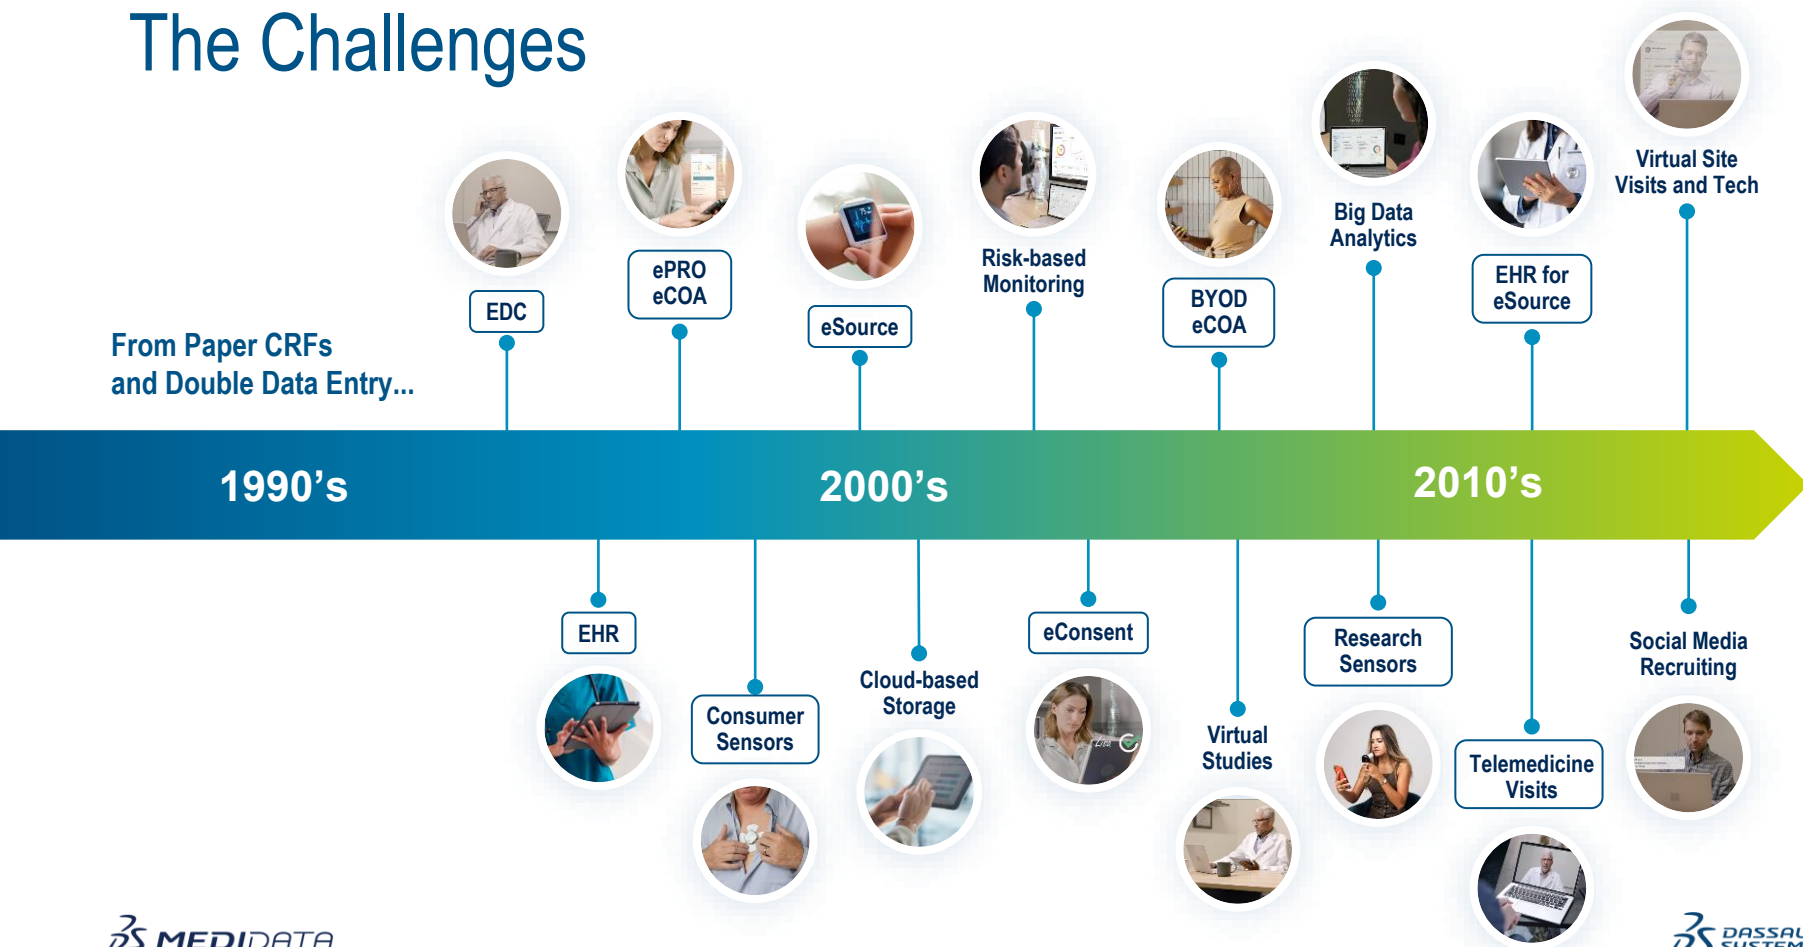 The Challenges
Virtual Site
Visits and Tech
Big Data
Analytics
ePRO
eCOA
Risk-based
Monitoring
BYOD
eCOA
EHR for
eSource
EDC
eSource
From Paper CRFs
and Double Data Entry...
1990’s
2000’s
2010’s
EHR
eConsent
Research
Sensors
Social Media
Recruiting
Cloud-based
Storage
Consumer
Sensors
Virtual
Studies
Telemedicine
Visits
MEDIDATA